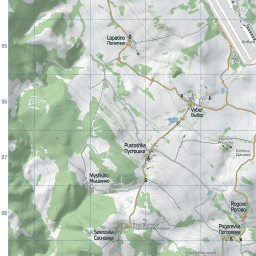 Lopatino
Лопатино
05
06
Vybor
Выбор
Pustoshka
Пустошка
07
Myshkino
Мышкино
Rogovo
Рогово
08
Sosnovka
Сосновка
Pogorevka
Погоревка